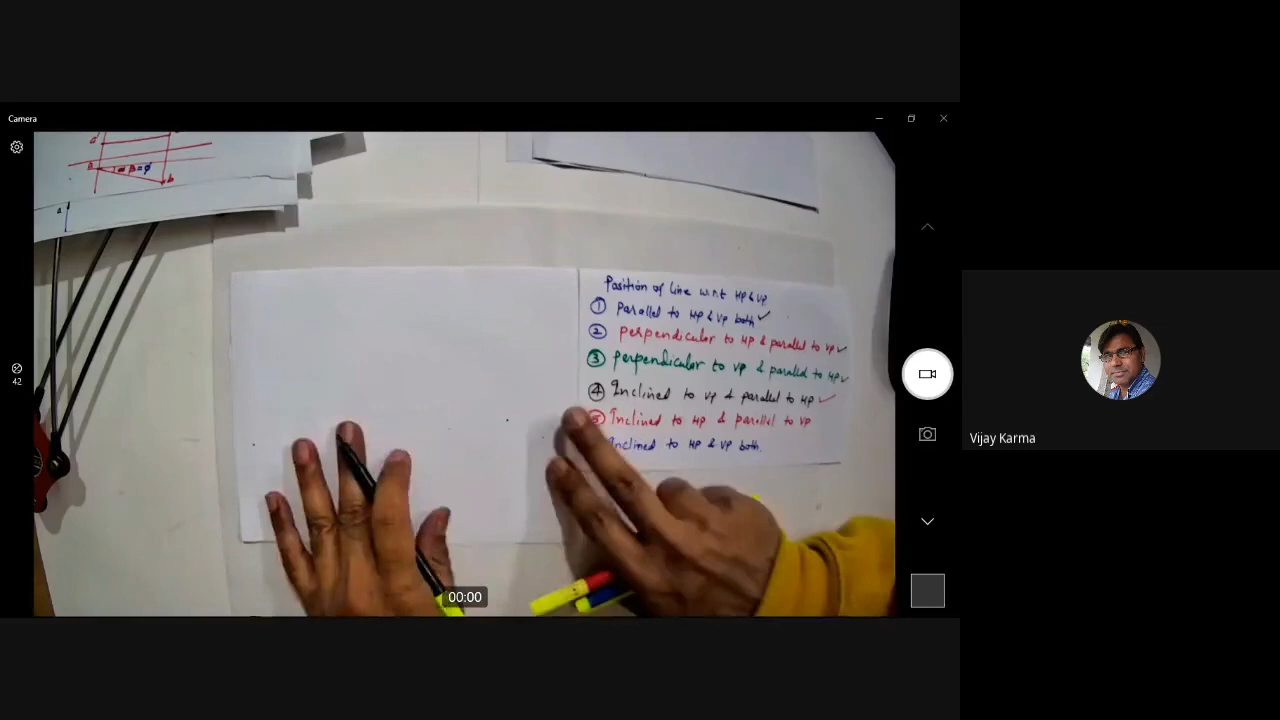 Camera
d'
a
α β = φ
b
a
42
Position of line w.r.t HP & VP
① Parallel to HP & VP both ✓
② Perpendicular to HP & parallel to VP ✓
③ Perpendicular to VP & parallel to HP ✓
④ Inclined to VP & parallel to HP ✓
⑤ Inclined to HP & parallel to VP
Inclined to HP & VP both.
Vijay Karma
00:00